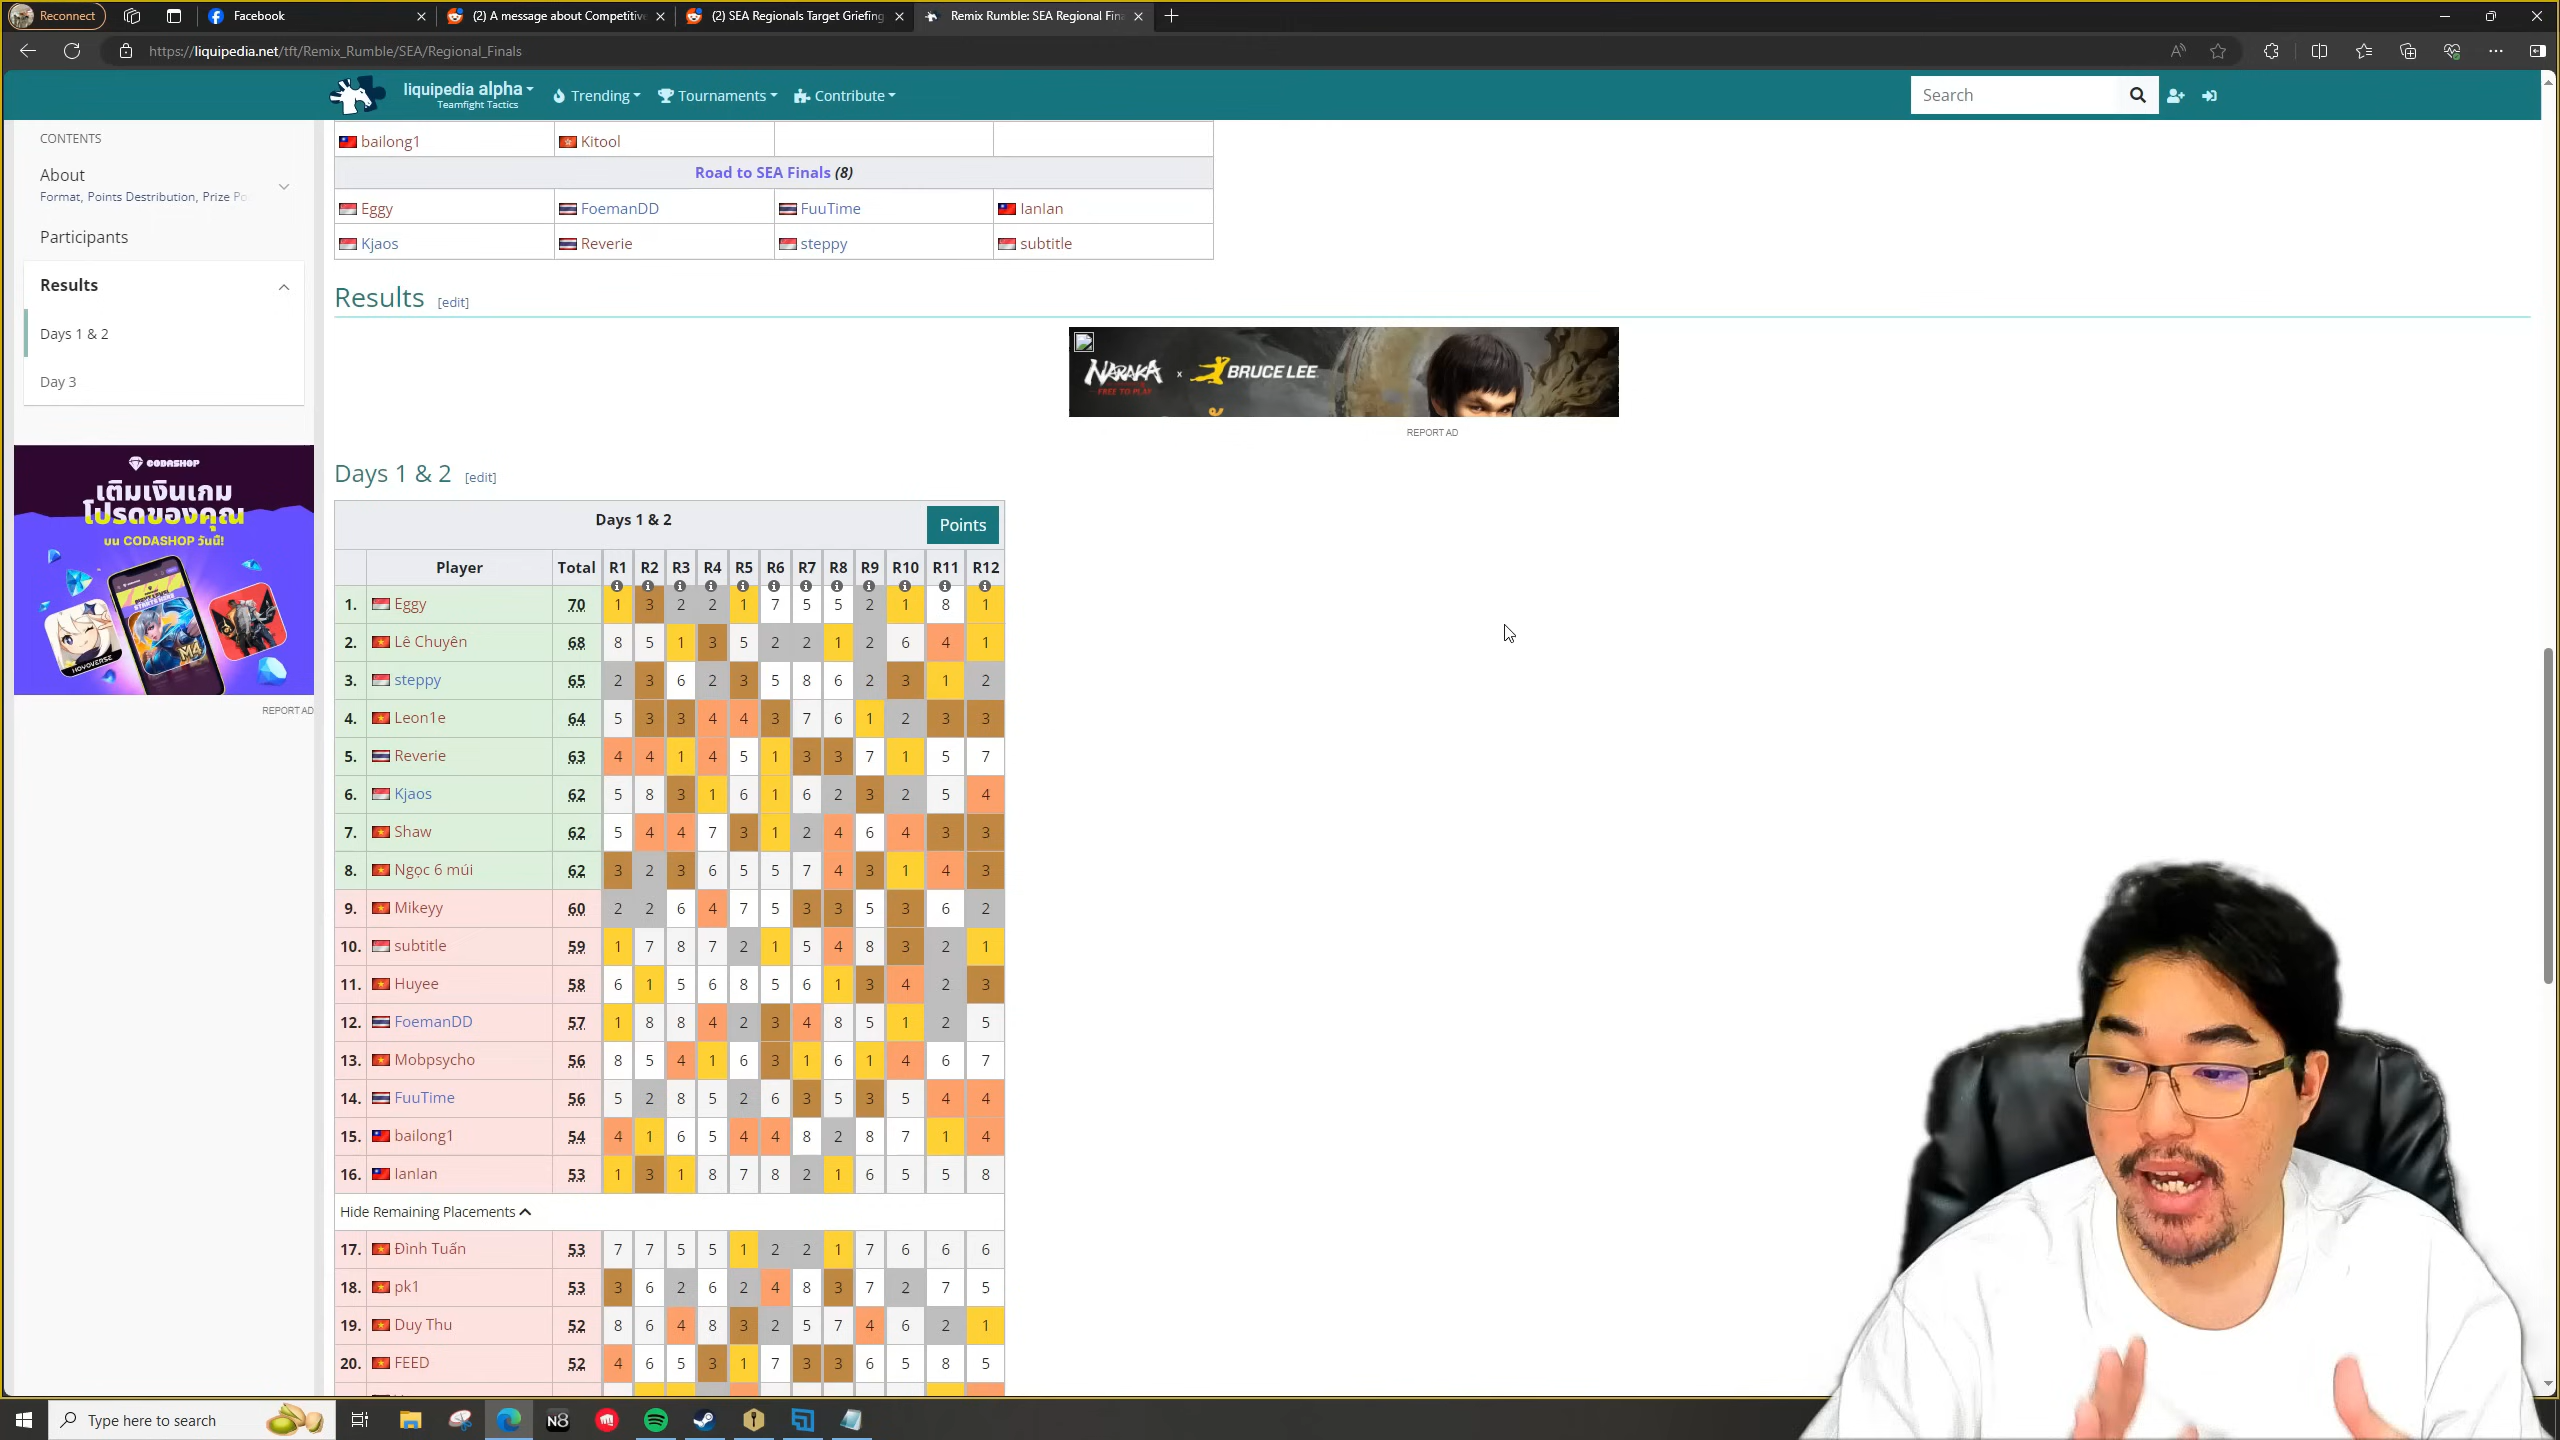 Reconnect
Facebook
(2) A message about Competitiv
(2) SEA Regionals Target Griefing
Remix Rumble: SEA Regional Fin
https://liquipedia.net/tft/Remix_Rumble/SEA/Regional_Finals
liquipedia alpha
Teamfight Tactics
Trending
Tournaments
Contribute
Search
CONTENTS
About
Format, Points Destribution, Prize Po
Participants
Results
Days 1 & 2
Day 3
CODASHOP
เติมเงินเกม
โปรดของคุณ
บน CODASHOP วันนี้!
HOYOVERSE
M4
REPORT AD
bailong1 Kitool
Road to SEA Finals (8)
Eggy FoemanDD FuuTime lanlan
Kjaos Reverie steppy subtitle
Results [edit]
NARAKA x BRUCE LEE
FREE TO PLAY
REPORT AD
Days 1 & 2 [edit]
Days 1 & 2 Points
Player Total R1 R2 R3 R4 R5 R6 R7 R8 R9 R10 R11 R12
1. Eggy 70 1 3 2 2 1 7 5 5 2 1 8 1
2. Lê Chuyên 68 8 5 1 3 5 2 2 1 2 6 4 1
3. steppy 65 2 3 6 2 3 5 8 6 2 3 1 2
4. Leon1e 64 5 3 3 4 4 3 7 6 1 2 3 3
5. Reverie 63 4 4 1 4 5 1 3 3 7 1 5 7
6. Kjaos 62 5 8 3 1 6 1 6 2 3 2 5 4
7. Shaw 62 5 4 4 7 3 1 2 4 6 4 3 3
8. Ngọc 6 múi 62 3 2 3 6 5 5 7 4 3 1 4 3
9. Mikeyy 60 2 2 6 4 7 5 3 3 5 3 6 2
10. subtitle 59 1 7 8 7 2 1 5 4 8 3 2 1
11. Huyee 58 6 1 5 6 8 5 6 1 3 4 2 3
12. FoemanDD 57 1 8 8 4 2 3 4 8 5 1 2 5
13. Mobpsycho 56 8 5 4 1 6 3 1 6 1 4 6 7
14. FuuTime 56 5 2 8 5 2 6 3 5 3 5 4 4
15. bailong1 54 4 1 6 5 4 4 8 2 8 7 1 4
16. lanlan 53 1 3 1 8 7 8 2 1 6 5 5 8
Hide Remaining Placements
17. Đình Tuấn 53 7 7 5 5 1 2 2 1 7 6 6 6
18. pk1 53 3 6 2 6 2 4 8 3 7 2 7 5
19. Duy Thu 52 8 6 4 8 3 2 5 7 4 6 2 1
20. FEED 52 4 6 5 3 1 7 3 3 6 5 8 5
Type here to search
N8